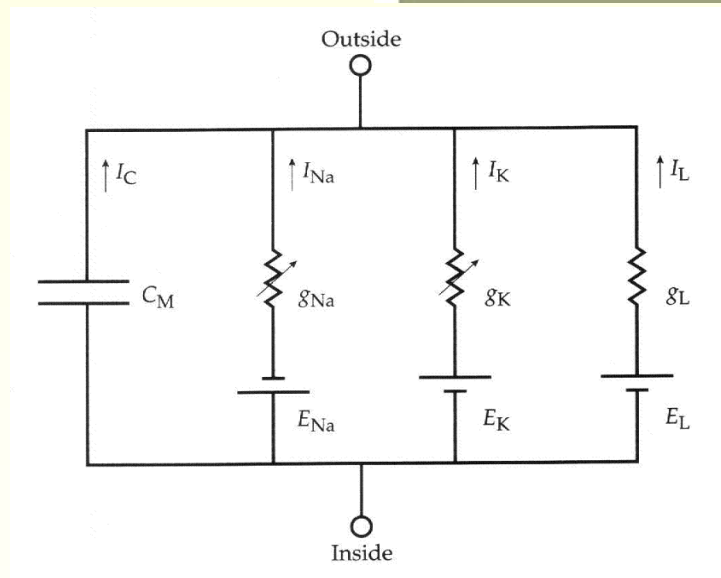 Outside
I_C
I_Na
I_K
I_L
C_M
g_Na
g_K
g_L
E_Na
E_K
E_L
Inside